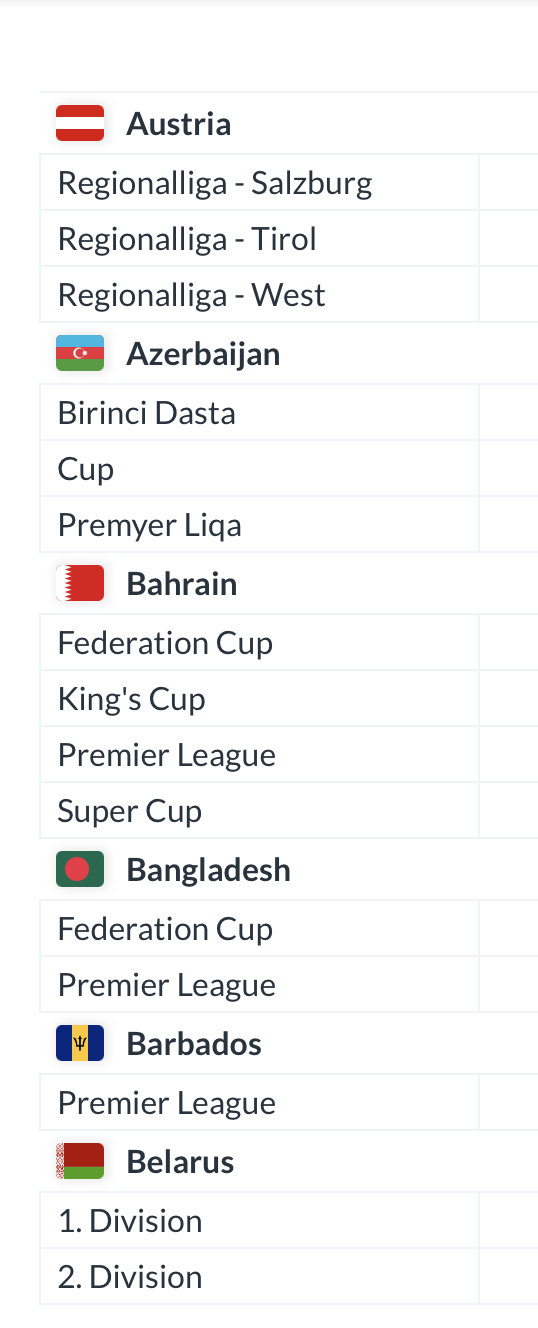 Austria
Regionalliga - Salzburg
Regionalliga - Tirol
Regionalliga - West
Azerbaijan
Birinci Dasta
Cup
Premyer Liqa
Bahrain
Federation Cup
King's Cup
Premier League
Super Cup
Bangladesh
Federation Cup
Premier League
Barbados
Premier League
Belarus
1. Division
2. Division